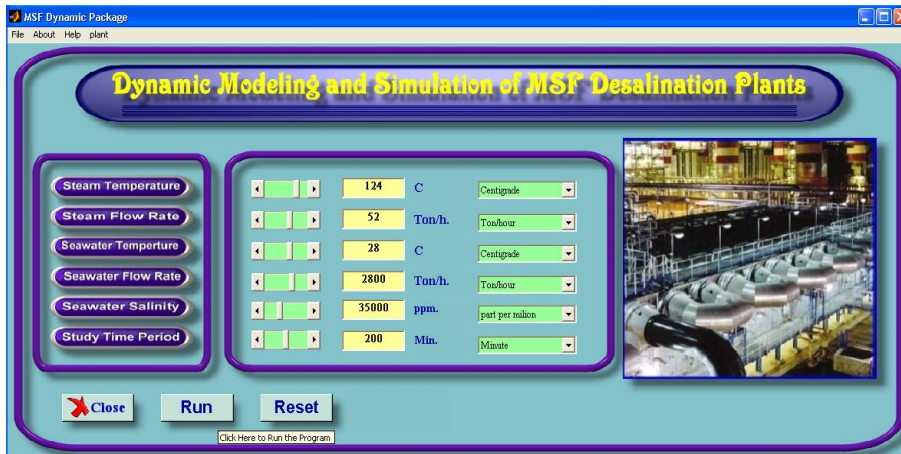 MSF Dynamic Package
File About Help plant
Dynamic Modeling and Simulation of MSF Desalination Plants
Steam Temperature 124 C Centigrade
Steam Flow Rate 52 Ton/h. Ton/hour
Seawater Temperture 28 C Centigrade
Seawater Flow Rate 2800 Ton/h. Ton/hour
Seawater Salinity 35000 ppm. part per milion
Study Time Period 200 Min. Minute
Close Run Reset
Click Here to Run the Program